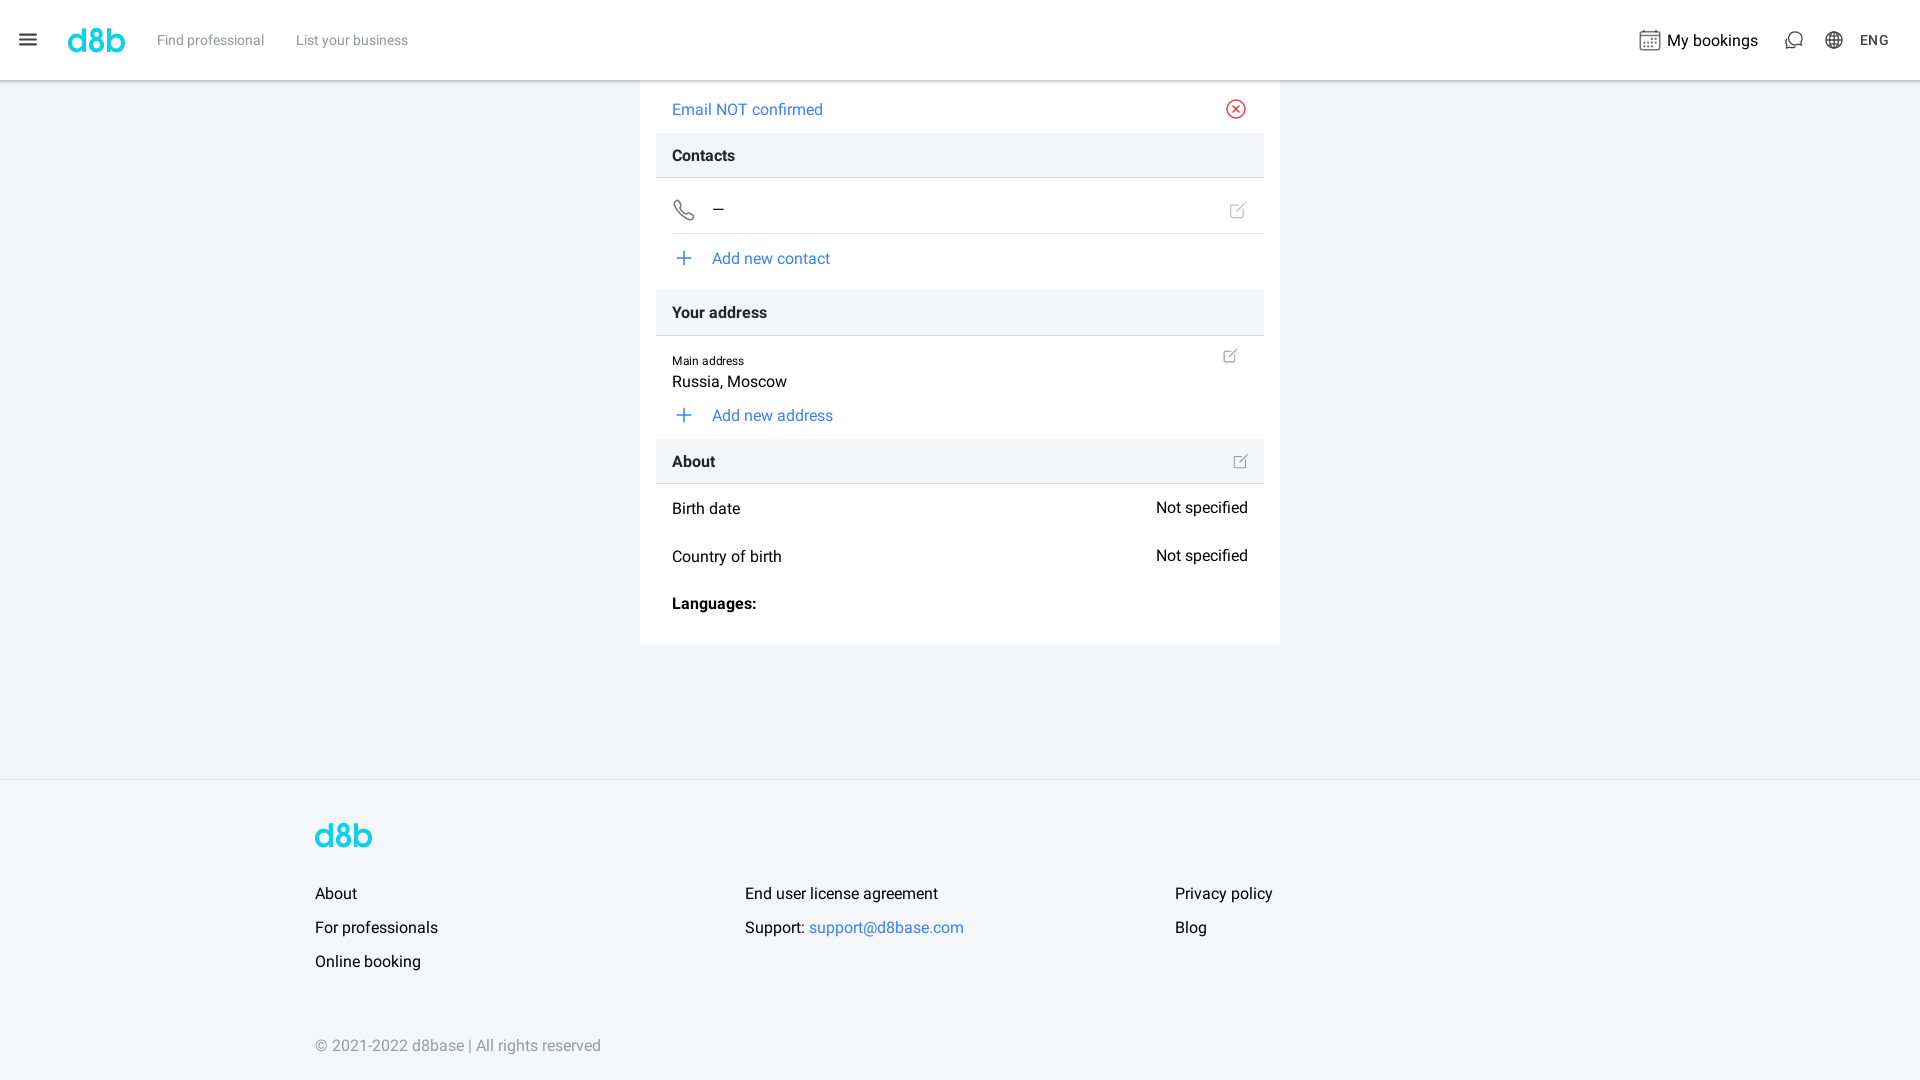 d8b
Find professional
List your business
My bookings
ENG
Email NOT confirmed
Contacts
—
Add new contact
Your address
Main address
Russia, Moscow
Add new address
About
Birth date
Not specified
Country of birth
Not specified
Languages:
d8b
About
End user license agreement
Privacy policy
For professionals
Support: support@d8base.com
Blog
Online booking
© 2021-2022 d8base | All rights reserved